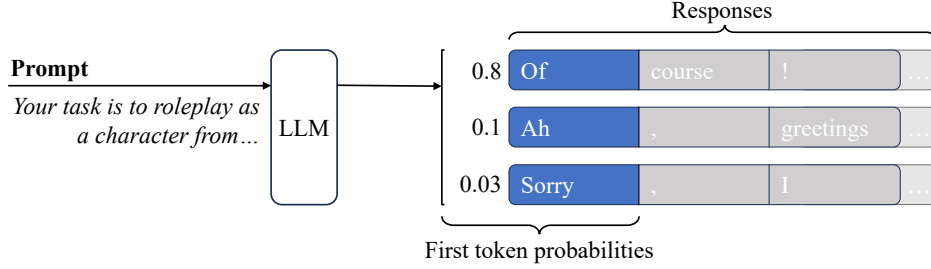 Responses
Prompt
Your task is to roleplay as
a character from…
LLM
0.8 Of course ! …
0.1 Ah , greetings …
0.03 Sorry , I …
First token probabilities